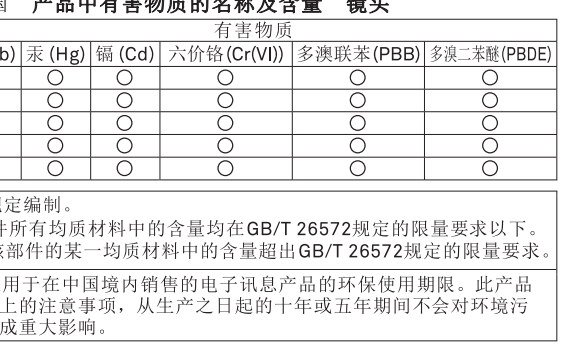 国 产品中有害物质的名称及含量 镜头
有害物质
b) 汞(Hg) 镉(Cd) 六价铬(Cr(VI)) 多澳联苯(PBB) 多溴二苯醚(PBDE)
○ ○ ○ ○ ○
○ ○ ○ ○ ○
○ ○ ○ ○ ○
○ ○ ○ ○ ○
○ ○ ○ ○ ○
定编制。
件所有均质材料中的含量均在GB/T 26572规定的限量要求以下。
该部件的某一均质材料中的含量超出GB/T 26572规定的限量要求。
用于在中国境内销售的电子讯息产品的环保使用期限。此产品
上的注意事项，从生产之日起的十年或五年期间不会对环境污
成重大影响。